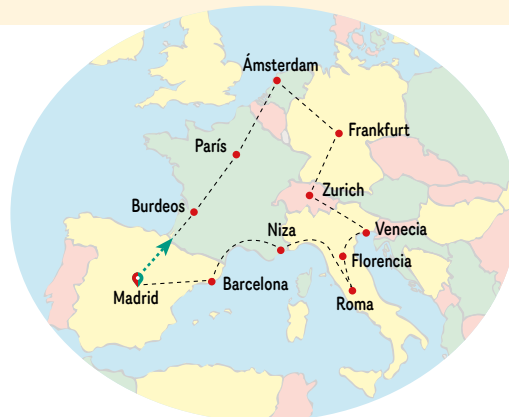 Ámsterdam
Frankfurt
París
Zurich
Burdeos
Venecia
Niza
Florencia
Barcelona
Madrid
Roma